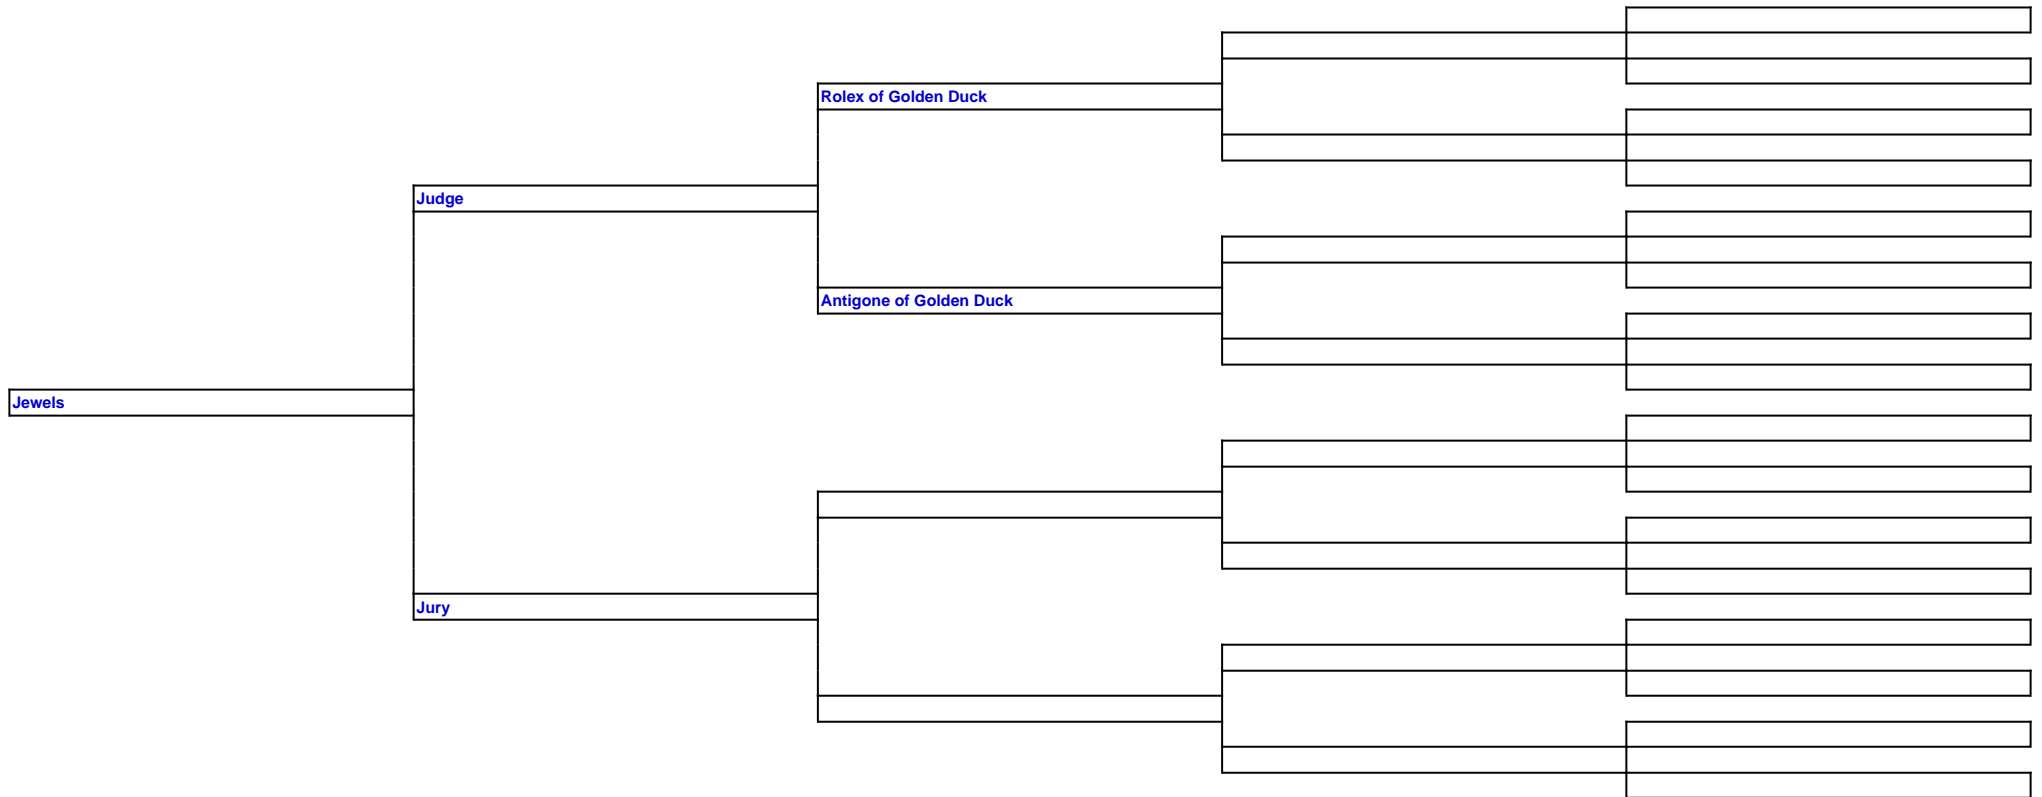 Rolex of Golden Duck
Judge
Antigone of Golden Duck
Jewels
Jury